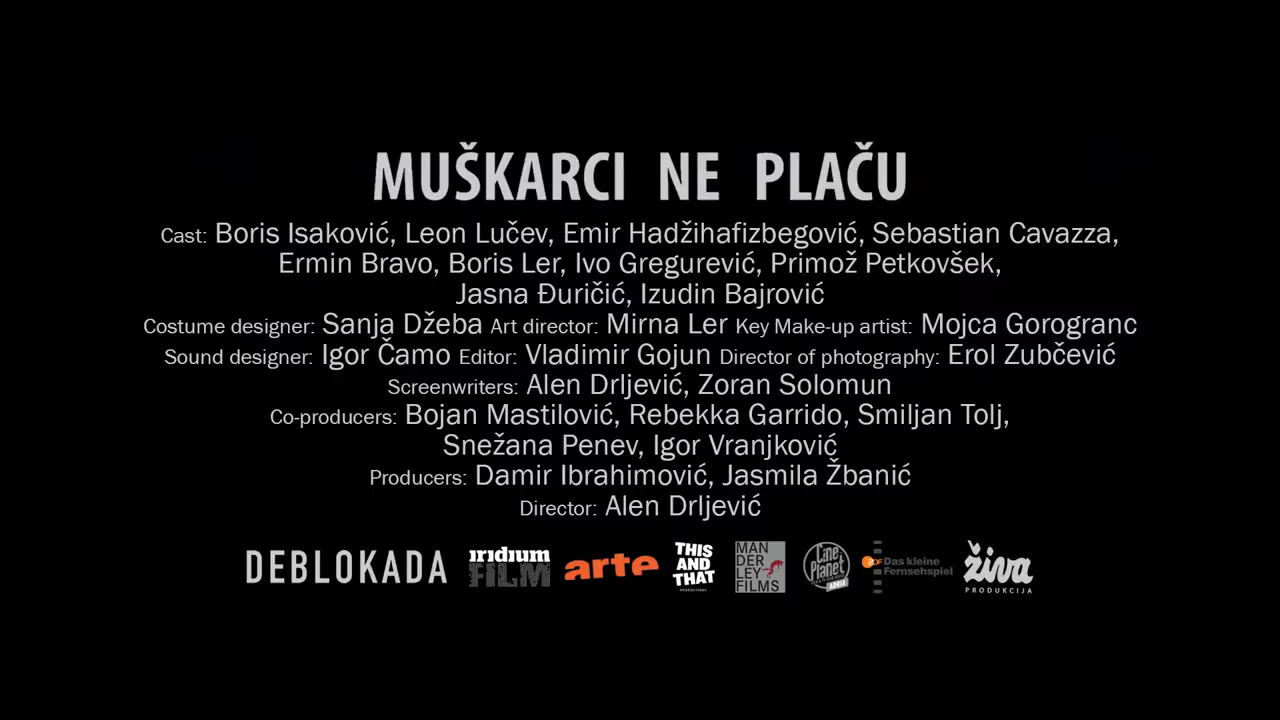 MUŠKARCI NE PLAČU
Cast: Boris Isaković, Leon Lučev, Emir Hadžihafizbegović, Sebastian Cavazza,
Ermin Bravo, Boris Ler, Ivo Gregurević, Primož Petkovšek,
Jasna Đuričić, Izudin Bajrović
Costume designer: Sanja Džeba Art director: Mirna Ler Key Make-up artist: Mojca Gorogranc
Sound designer: Igor Čamo Editor: Vladimir Gojun Director of photography: Erol Zubčević
Screenwriters: Alen Drljević, Zoran Solomun
Co-producers: Bojan Mastilović, Rebekka Garrido, Smiljan Tolj,
Snežana Penev, Igor Vranjković
Producers: Damir Ibrahimović, Jasmila Žbanić
Director: Alen Drljević
DEBLOKADA
iridium
FILM
arte
THIS
AND
THAT
PRODUCTIONS
MAN
DER
LEY
FILMS
Cine
Planet
ADRIA
ZDF
Das kleine
Fernsehspiel
živa
PRODUKCIJA